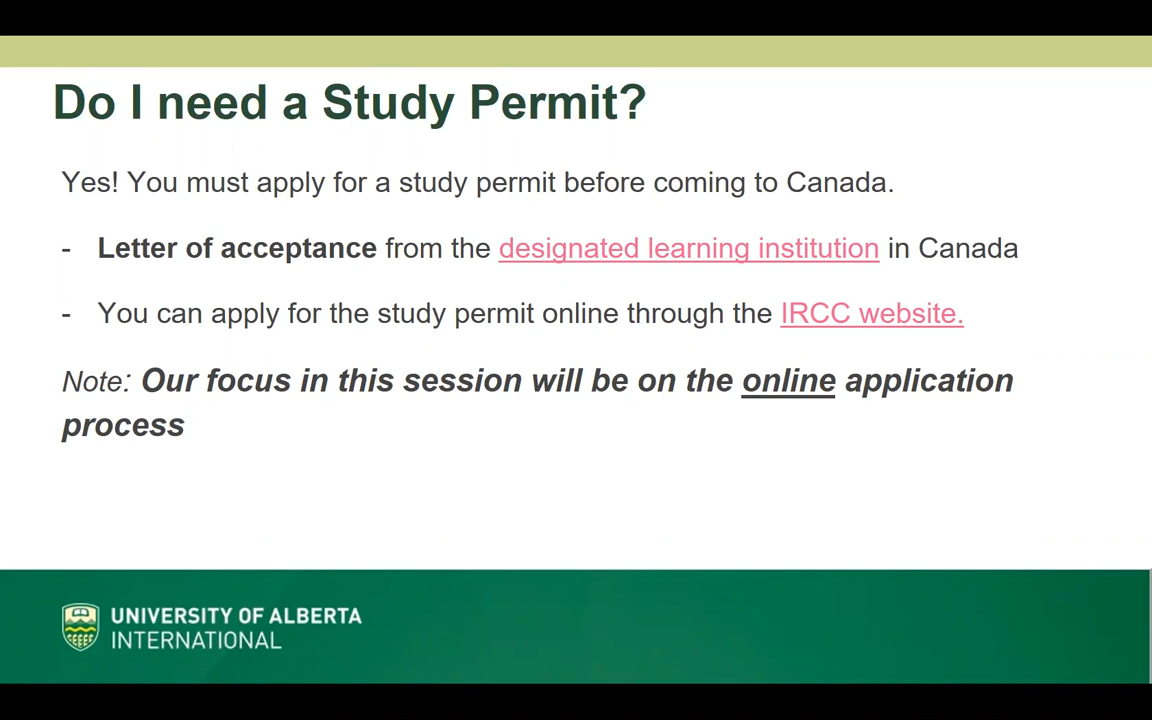 Do I need a Study Permit?
Yes! You must apply for a study permit before coming to Canada.
- Letter of acceptance from the designated learning institution in Canada
- You can apply for the study permit online through the IRCC website.
Note: Our focus in this session will be on the online application
process
UNIVERSITY OF ALBERTA
INTERNATIONAL